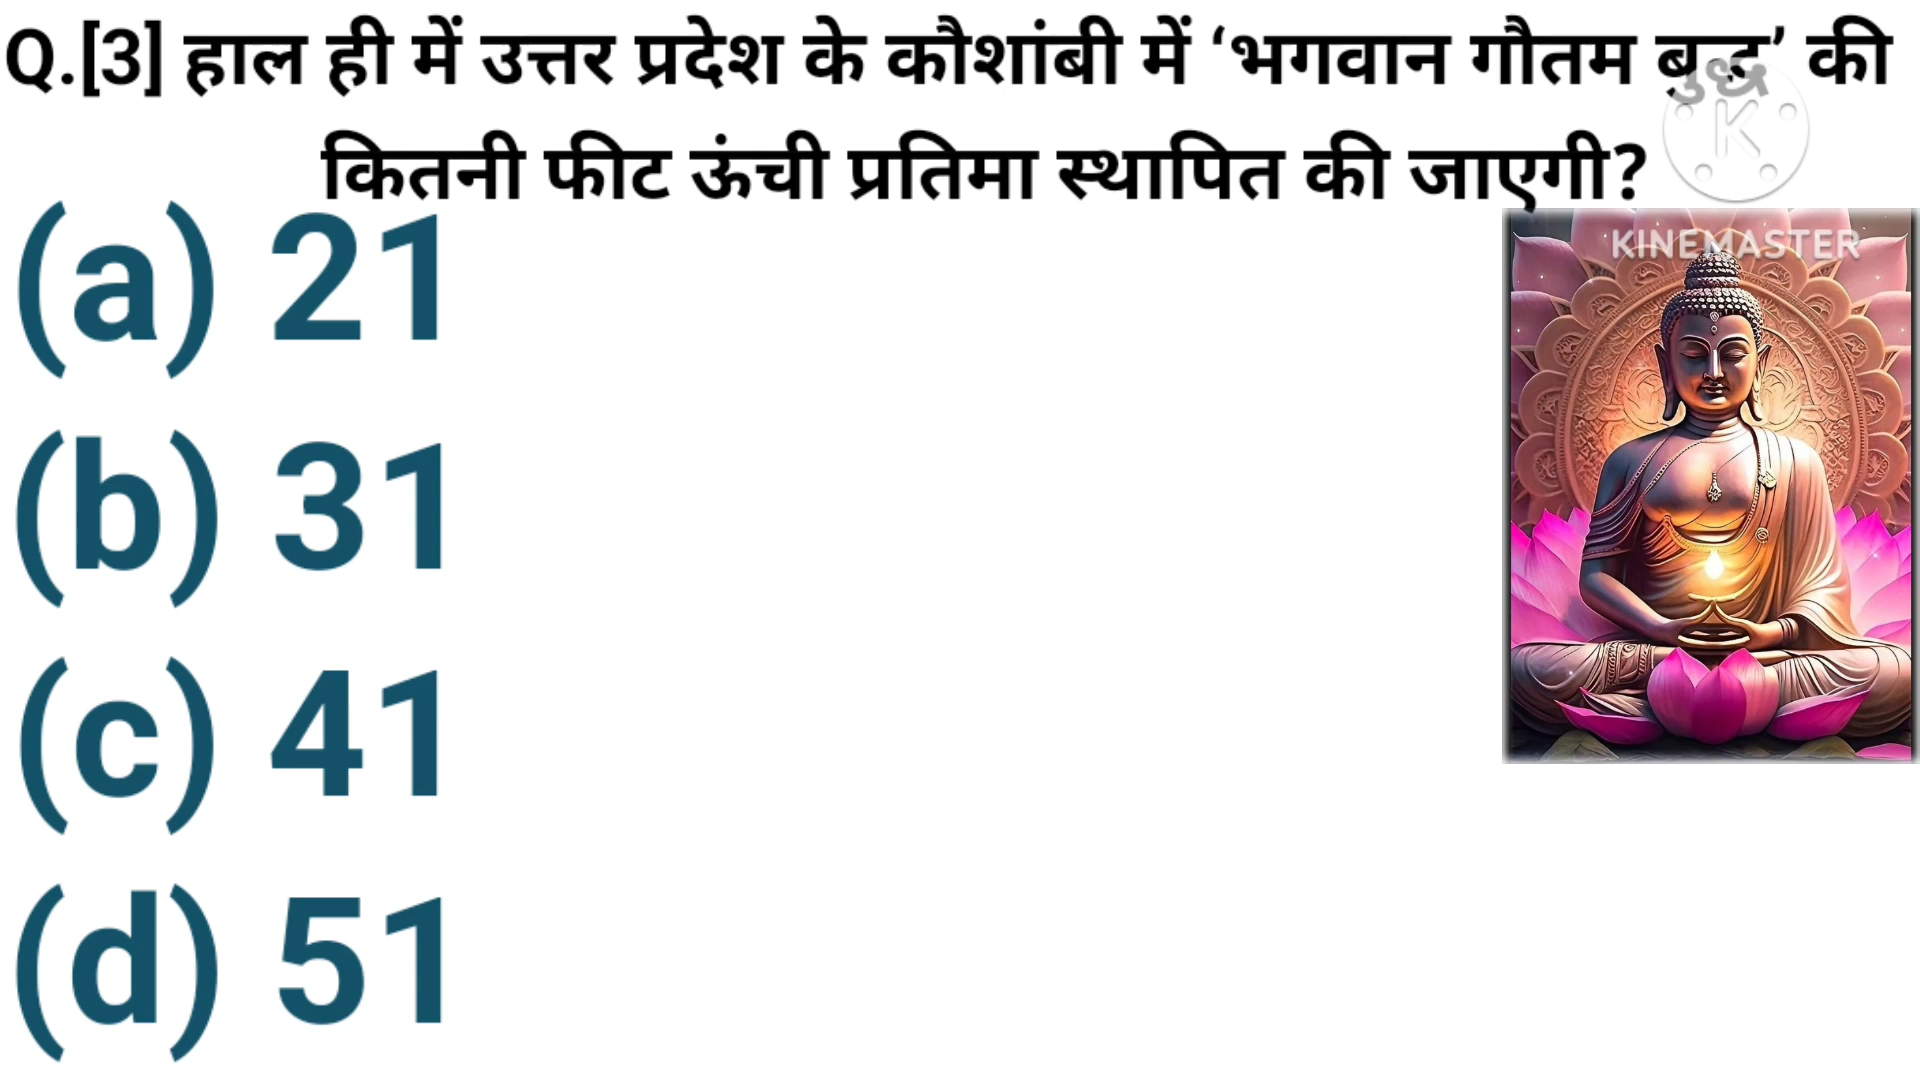 Q.[3] हाल ही में उत्तर प्रदेश के कौशांबी में ‘भगवान गौतम बुद्ध’ की
कितनी फीट ऊंची प्रतिमा स्थापित की जाएगी?
K
KINEMASTER
(a) 21
(b) 31
(c) 41
(d) 51